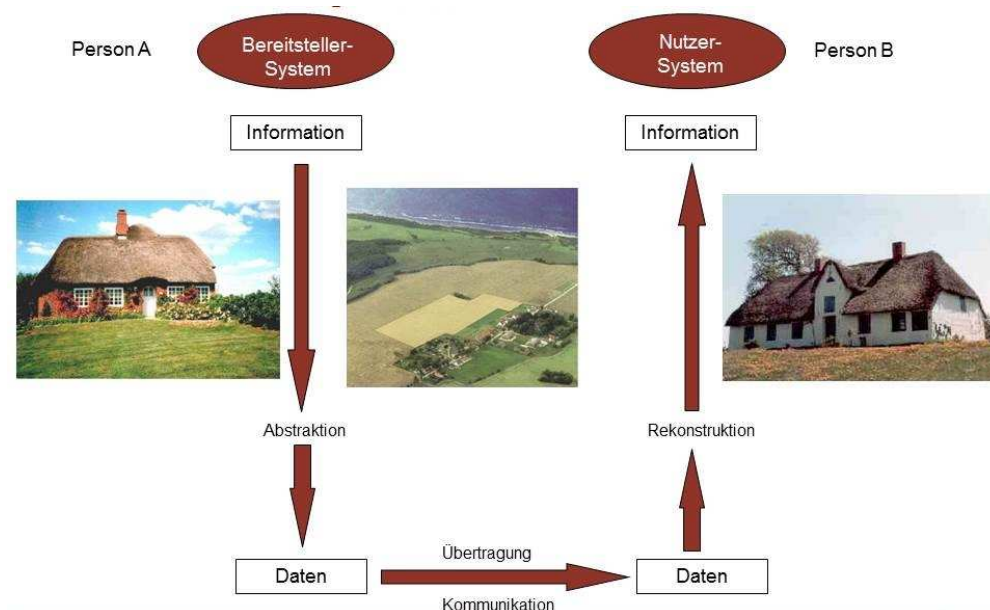 Person A
Bereitsteller-
System
Nutzer-
System
Person B
Information
Information
Abstraktion
Rekonstruktion
Übertragung
Daten
Daten
Kommunikation